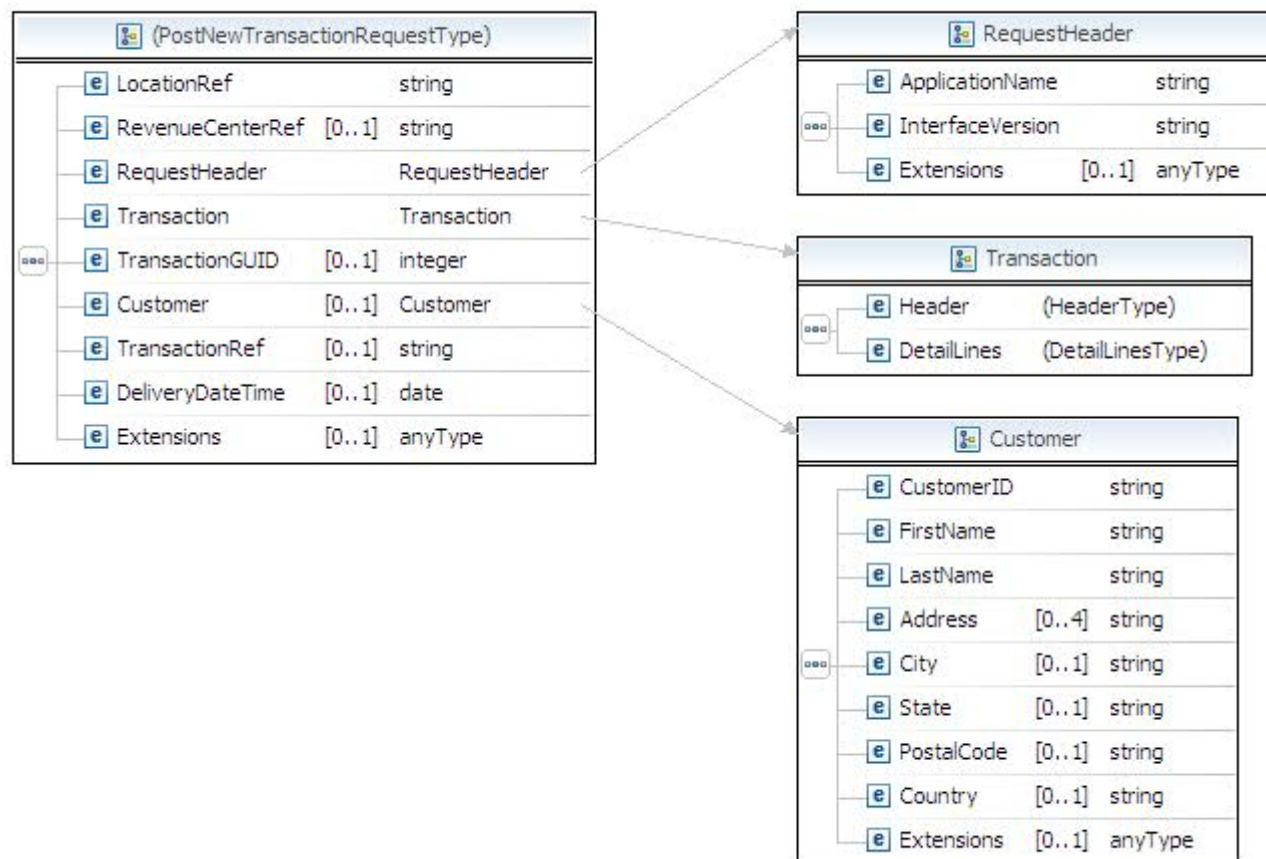 (PostNewTransactionRequestType)
LocationRef string
RevenueCenterRef [0..1] string
RequestHeader RequestHeader
Transaction Transaction
TransactionGUID [0..1] integer
Customer [0..1] Customer
TransactionRef [0..1] string
DeliveryDateTime [0..1] date
Extensions [0..1] anyType
RequestHeader
ApplicationName string
InterfaceVersion string
Extensions [0..1] anyType
Transaction
Header (HeaderType)
DetailLines (DetailLinesType)
Customer
CustomerID string
FirstName string
LastName string
Address [0..4] string
City [0..1] string
State [0..1] string
PostalCode [0..1] string
Country [0..1] string
Extensions [0..1] anyType